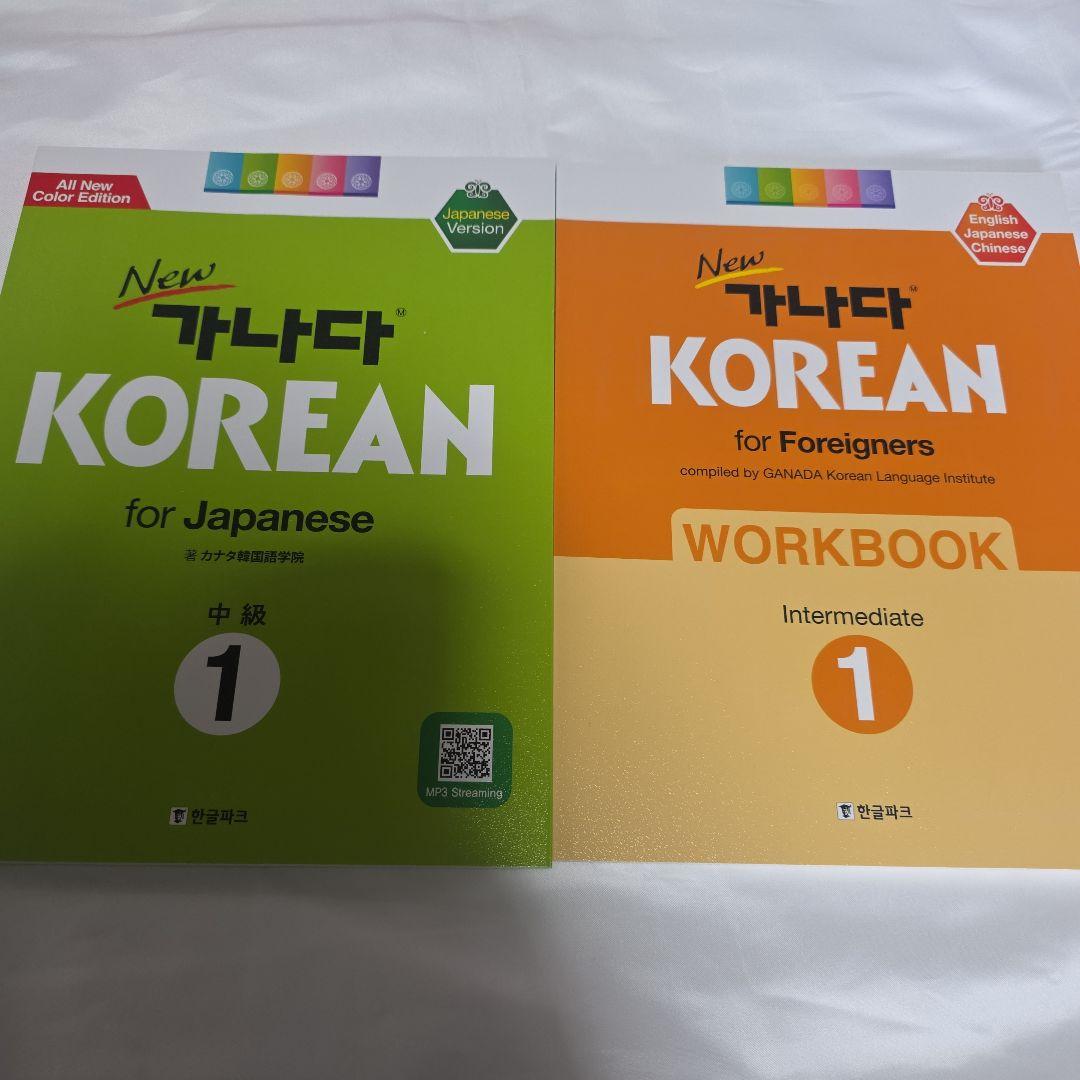 All New
Color Edition
Japanese
Version
New
가나다
KOREAN
for Japanese
著 カナタ韓国語学院
中級
1
MP3 Streaming
한글파크
English
Japanese
Chinese
New
가나다
KOREAN
for Foreigners
compiled by GANADA Korean Language Institute
WORKBOOK
Intermediate
1
한글파크